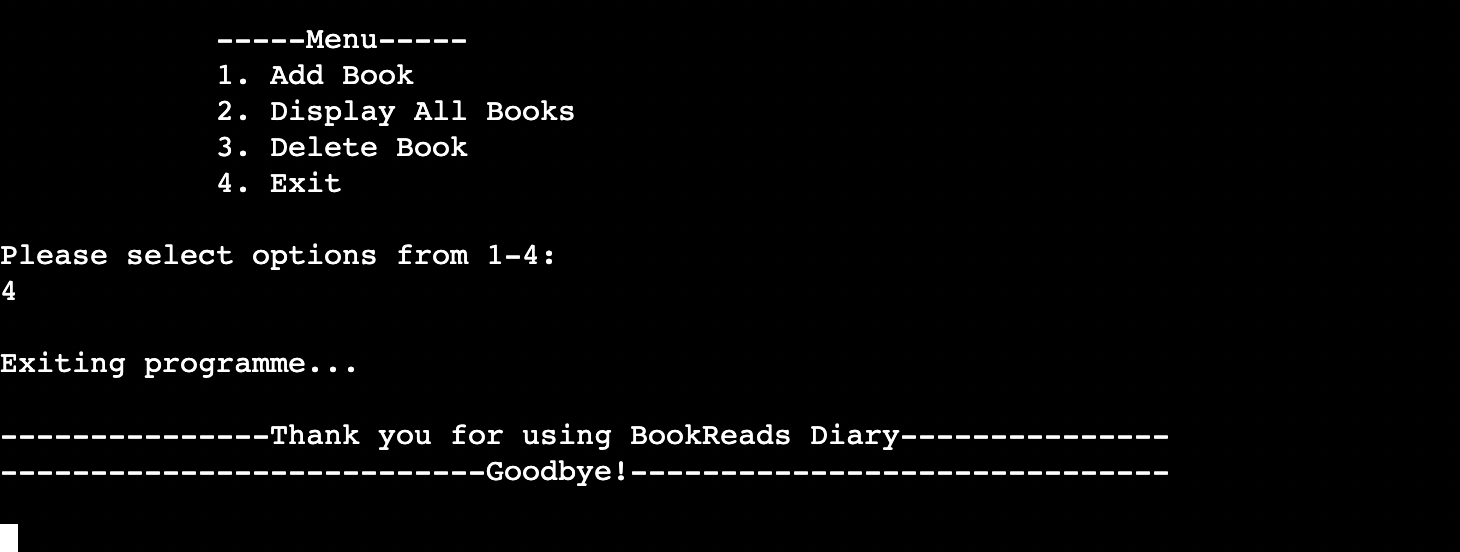 -----Menu-----
1. Add Book
2. Display All Books
3. Delete Book
4. Exit
Please select options from 1-4:
4
Exiting programme...
---------------Thank you for using BookReads Diary---------------
---------------------------Goodbye!------------------------------